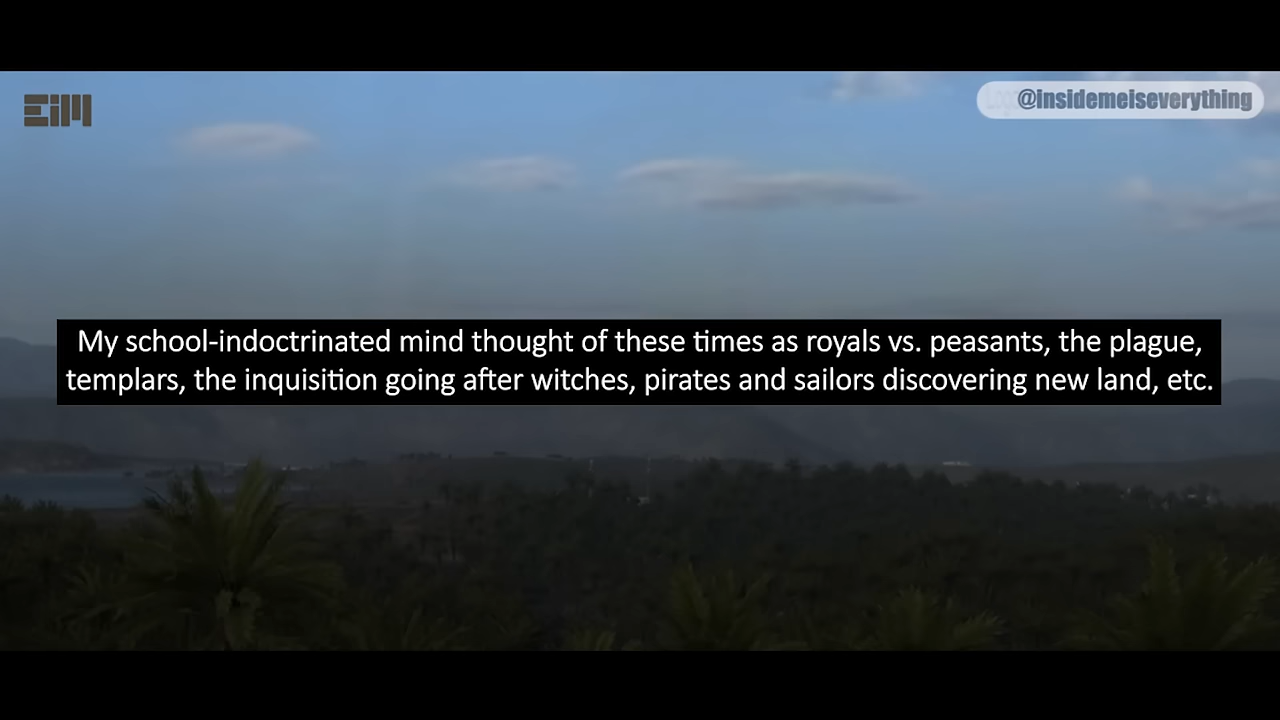 EiM
@insidemeiseverything
My school-indoctrinated mind thought of these times as royals vs. peasants, the plague,
templars, the inquisition going after witches, pirates and sailors discovering new land, etc.